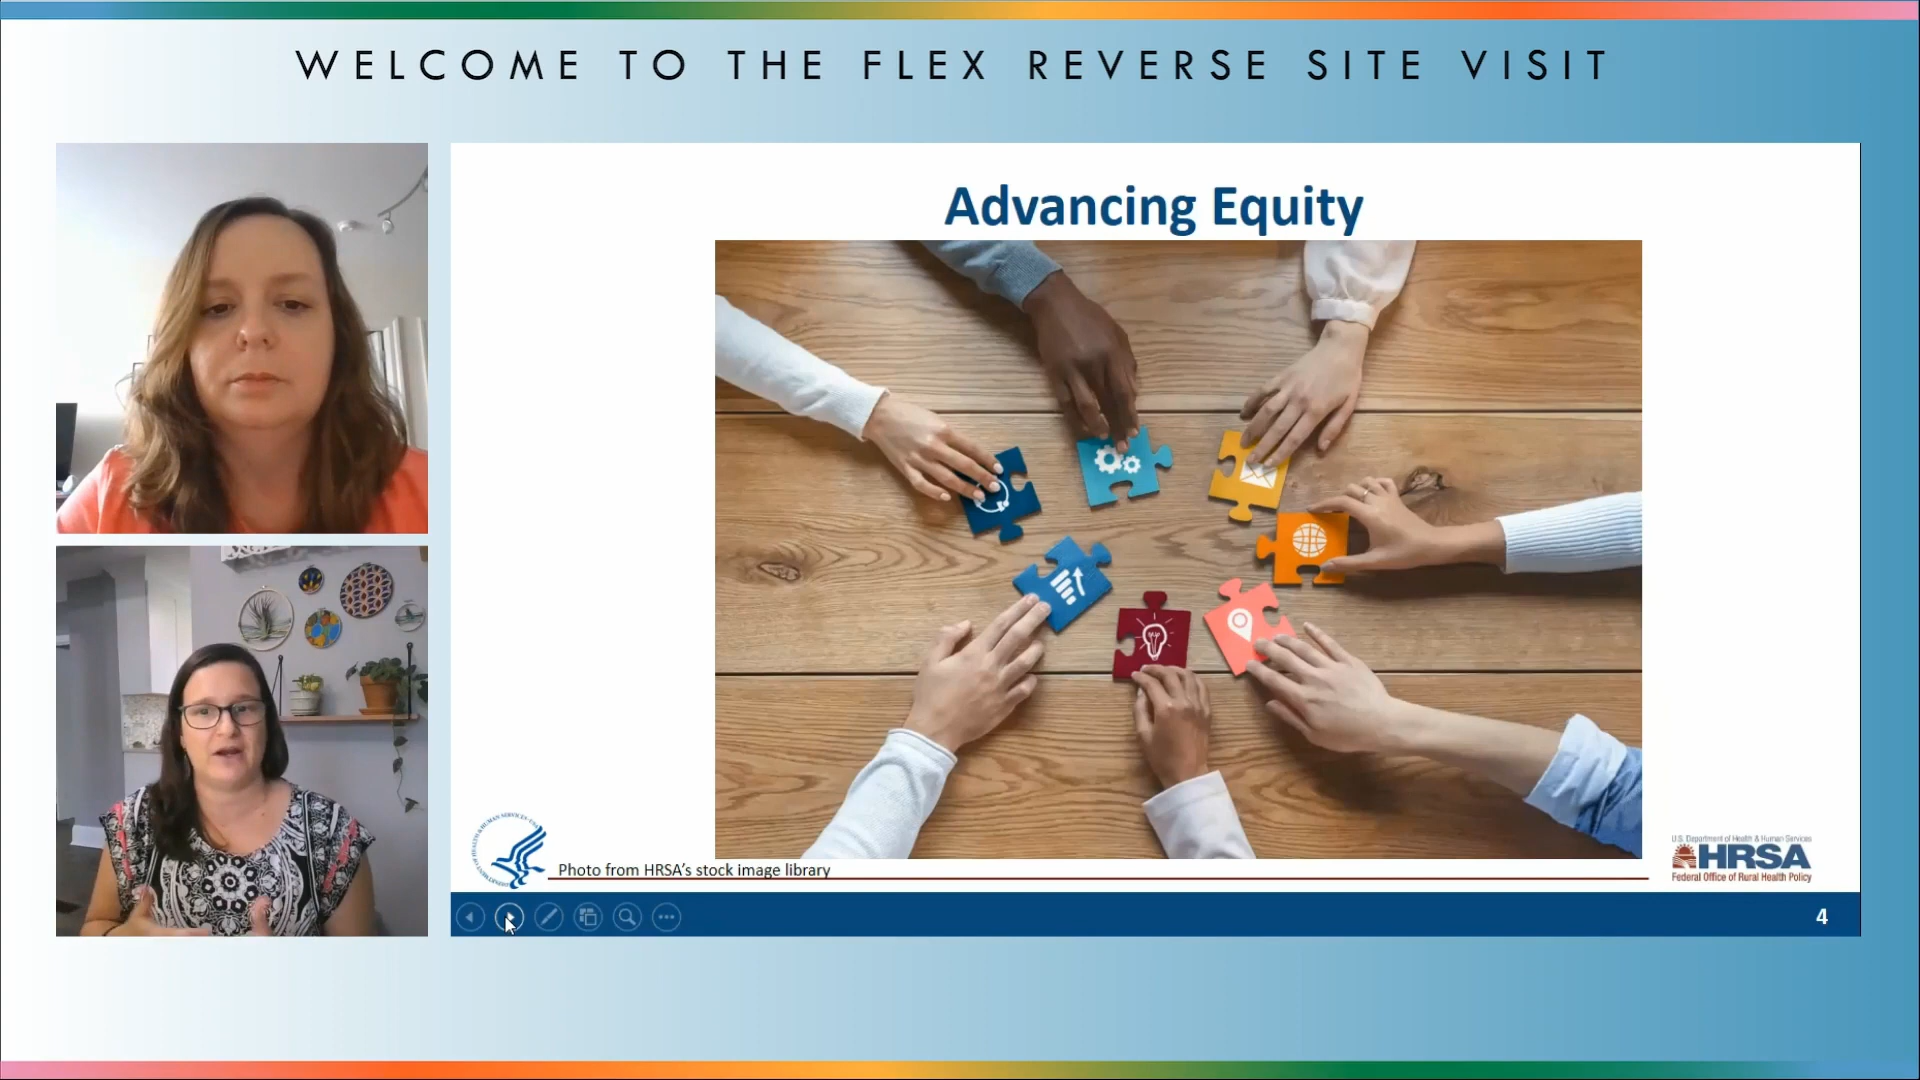 WELCOME TO THE FLEX REVERSE SITE VISIT
Advancing Equity
Photo from HRSA's stock image library
U.S. Department of Health & Human Services
HRSA
Federal Office of Rural Health Policy
4